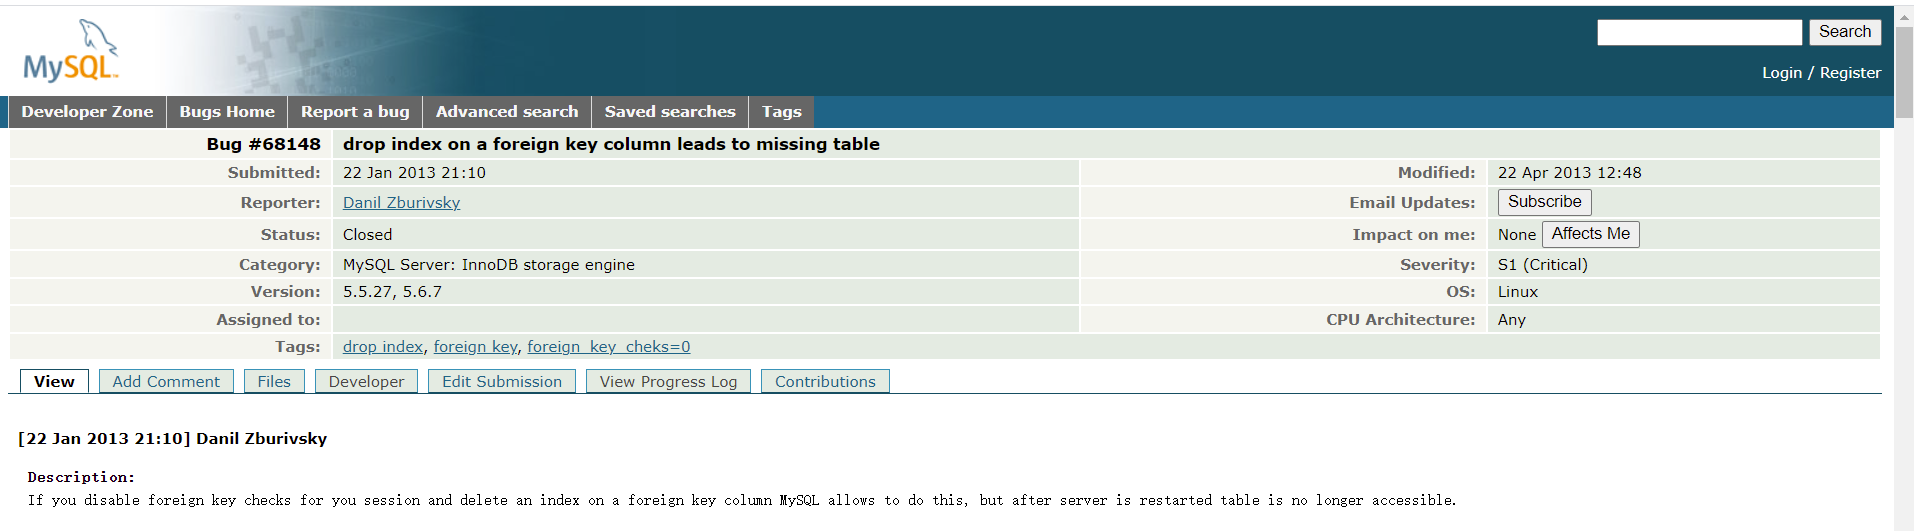 MySQL™
Search
Login / Register
Developer Zone Bugs Home Report a bug Advanced search Saved searches Tags
Bug #68148 drop index on a foreign key column leads to missing table
Submitted: 22 Jan 2013 21:10 Modified: 22 Apr 2013 12:48
Reporter: Danil Zburivsky Email Updates: Subscribe
Status: Closed Impact on me: None Affects Me
Category: MySQL Server: InnoDB storage engine Severity: S1 (Critical)
Version: 5.5.27, 5.6.7 OS: Linux
Assigned to: CPU Architecture: Any
Tags: drop index, foreign key, foreign_key_cheks=0
View Add Comment Files Developer Edit Submission View Progress Log Contributions
[22 Jan 2013 21:10] Danil Zburivsky
Description:
If you disable foreign key checks for you session and delete an index on a foreign key column MySQL allows to do this, but after server is restarted table is no longer accessible.